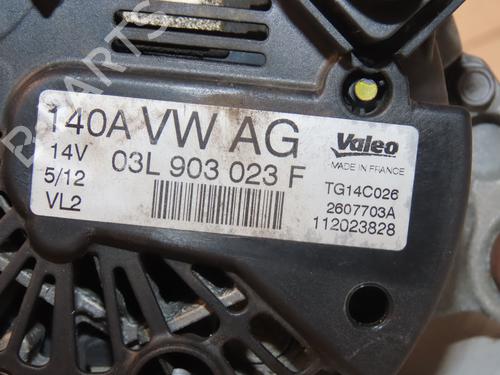 140A VW AG
14V
5/12
VL2
03L 903 023 F
Valeo
MADE IN FRANCE
TG14C026
2607703A
112023828